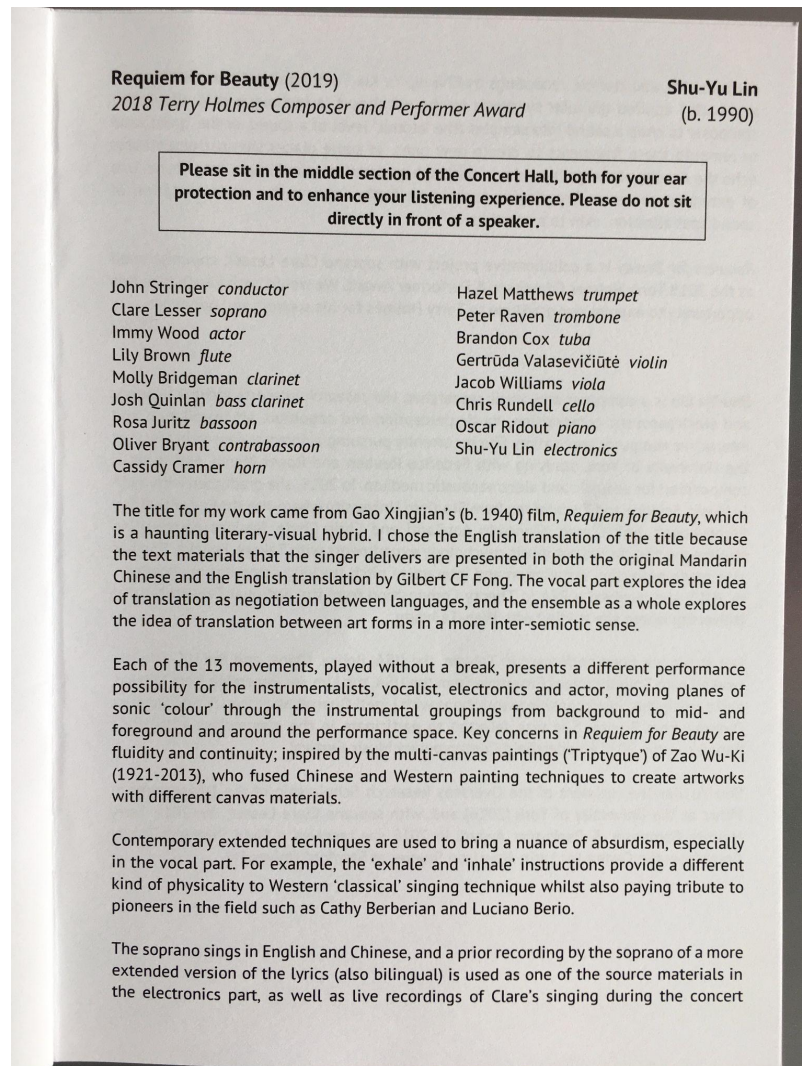 Requiem for Beauty (2019)
2018 Terry Holmes Composer and Performer Award
Shu-Yu Lin
(b. 1990)
Please sit in the middle section of the Concert Hall, both for your ear
protection and to enhance your listening experience. Please do not sit
directly in front of a speaker.
John Stringer conductor
Clare Lesser soprano
Immy Wood actor
Lily Brown flute
Molly Bridgeman clarinet
Josh Quinlan bass clarinet
Rosa Juritz bassoon
Oliver Bryant contrabassoon
Cassidy Cramer horn
Hazel Matthews trumpet
Peter Raven trombone
Brandon Cox tuba
Gertrūda Valasevičiūtė violin
Jacob Williams viola
Chris Rundell cello
Oscar Ridout piano
Shu-Yu Lin electronics
The title for my work came from Gao Xingjian's (b. 1940) film, Requiem for Beauty, which
is a haunting literary-visual hybrid. I chose the English translation of the title because
the text materials that the singer delivers are presented in both the original Mandarin
Chinese and the English translation by Gilbert CF Fong. The vocal part explores the idea
of translation as negotiation between languages, and the ensemble as a whole explores
the idea of translation between art forms in a more inter-semiotic sense.
Each of the 13 movements, played without a break, presents a different performance
possibility for the instrumentalists, vocalist, electronics and actor, moving planes of
sonic 'colour' through the instrumental groupings from background to mid- and
foreground and around the performance space. Key concerns in Requiem for Beauty are
fluidity and continuity; inspired by the multi-canvas paintings ('Triptyque') of Zao Wu-Ki
(1921-2013), who fused Chinese and Western painting techniques to create artworks
with different canvas materials.
Contemporary extended techniques are used to bring a nuance of absurdism, especially
in the vocal part. For example, the 'exhale' and 'inhale' instructions provide a different
kind of physicality to Western 'classical' singing technique whilst also paying tribute to
pioneers in the field such as Cathy Berberian and Luciano Berio.
The soprano sings in English and Chinese, and a prior recording by the soprano of a more
extended version of the lyrics (also bilingual) is used as one of the source materials in
the electronics part, as well as live recordings of Clare's singing during the concert